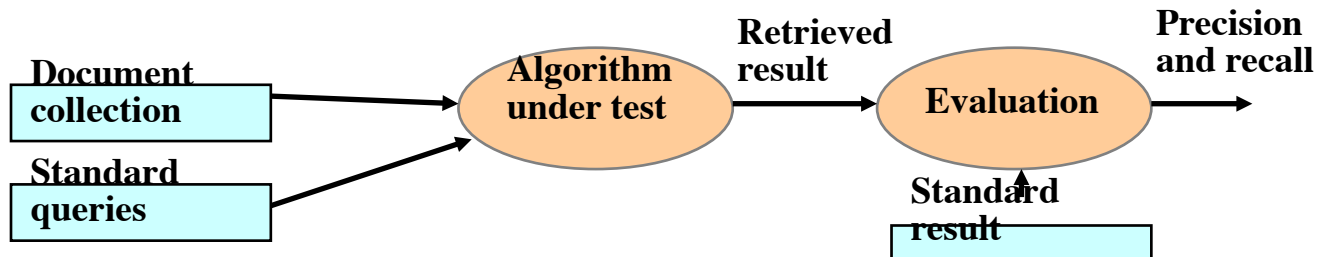 Document
collection
Standard
queries
Algorithm
under test
Retrieved
result
Evaluation
Standard
result
Precision
and recall